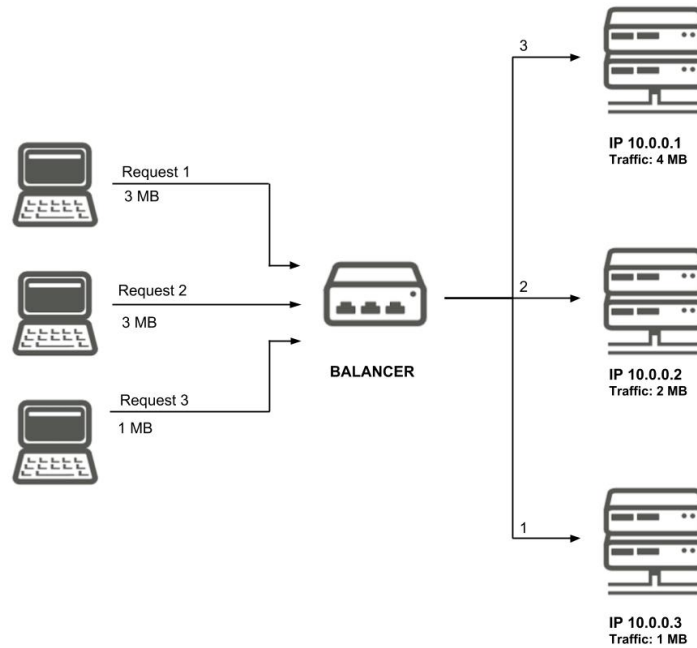 Request 1
3 MB
Request 2
3 MB
Request 3
1 MB
BALANCER
3
IP 10.0.0.1
Traffic: 4 MB
2
IP 10.0.0.2
Traffic: 2 MB
1
IP 10.0.0.3
Traffic: 1 MB